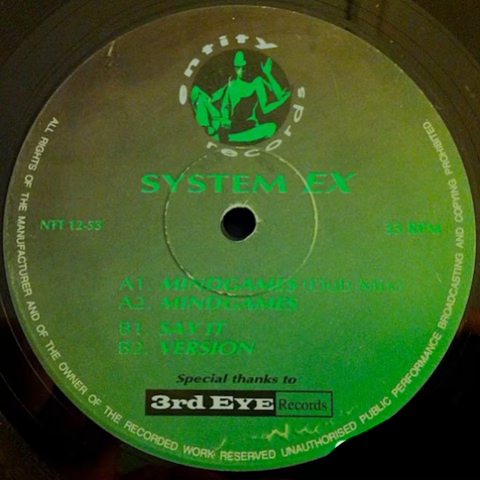 entity
records
SYSTEM EX
NTT 12-53
33 RPM
A1. MINDGAMES (Dub Mix)
A2. MINDGAMES
B1. SAY IT
B2. VERSION
Special thanks to
3rd EYE Records
ALL RIGHTS OF THE MANUFACTURER AND OF THE OWNER OF THE RECORDED WORK RESERVED UNAUTHORISED PUBLIC PERFORMANCE BROADCASTING AND COPYING PROHIBITED.